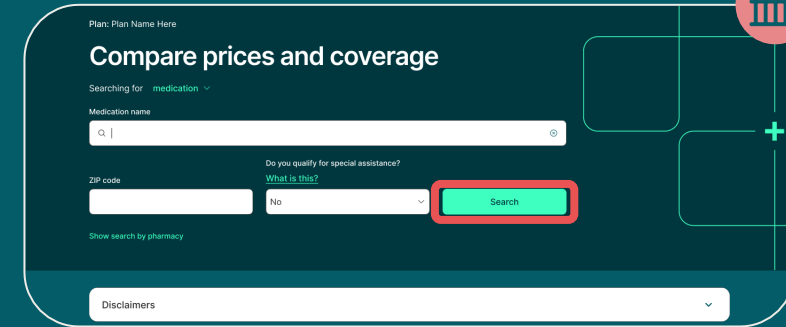 Plan: Plan Name Here
Compare prices and coverage
Searching for medication
Medication name
Do you qualify for special assistance?
ZIP code
What is this?
No
Search
Show search by pharmacy
Disclaimers